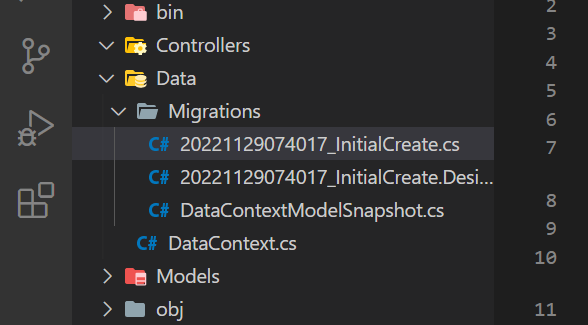 bin
Controllers
Data
Migrations
C# 20221129074017_InitialCreate.cs
C# 20221129074017_InitialCreate.Desi...
C# DataContextModelSnapshot.cs
C# DataContext.cs
Models
obj
2
3
4
5
6
7
8
9
10
11